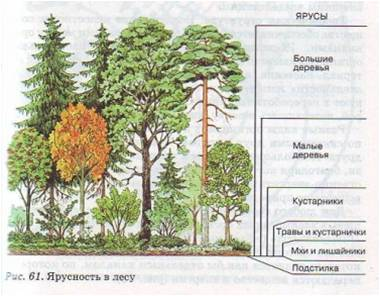 ЯРУСЫ
Большие
деревья
Малые
деревья
Кустарники
Травы и кустарнички
Мхи и лишайники
Подстилка
Рис. 61. Ярусность в лесу